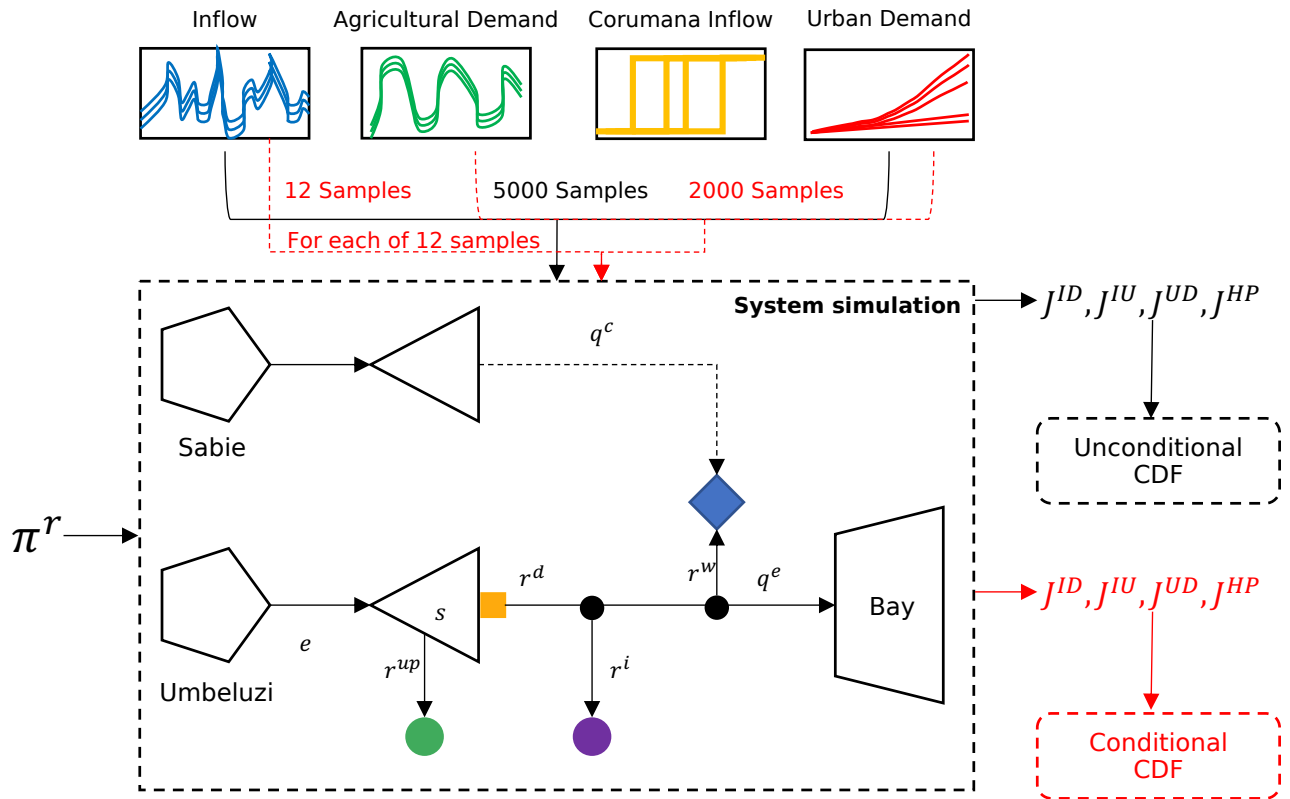 Inflow
Agricultural Demand
Corumana Inflow
Urban Demand
12 Samples
5000 Samples
2000 Samples
For each of 12 samples
System simulation
q^c
J^{ID}, J^{IU}, J^{UD}, J^{HP}
Sabie
Unconditional
CDF
π^r
r^d
r^w
q^e
e
s
Bay
r^{up}
r^i
Umbeluzi
J^{ID}, J^{IU}, J^{UD}, J^{HP}
Conditional
CDF